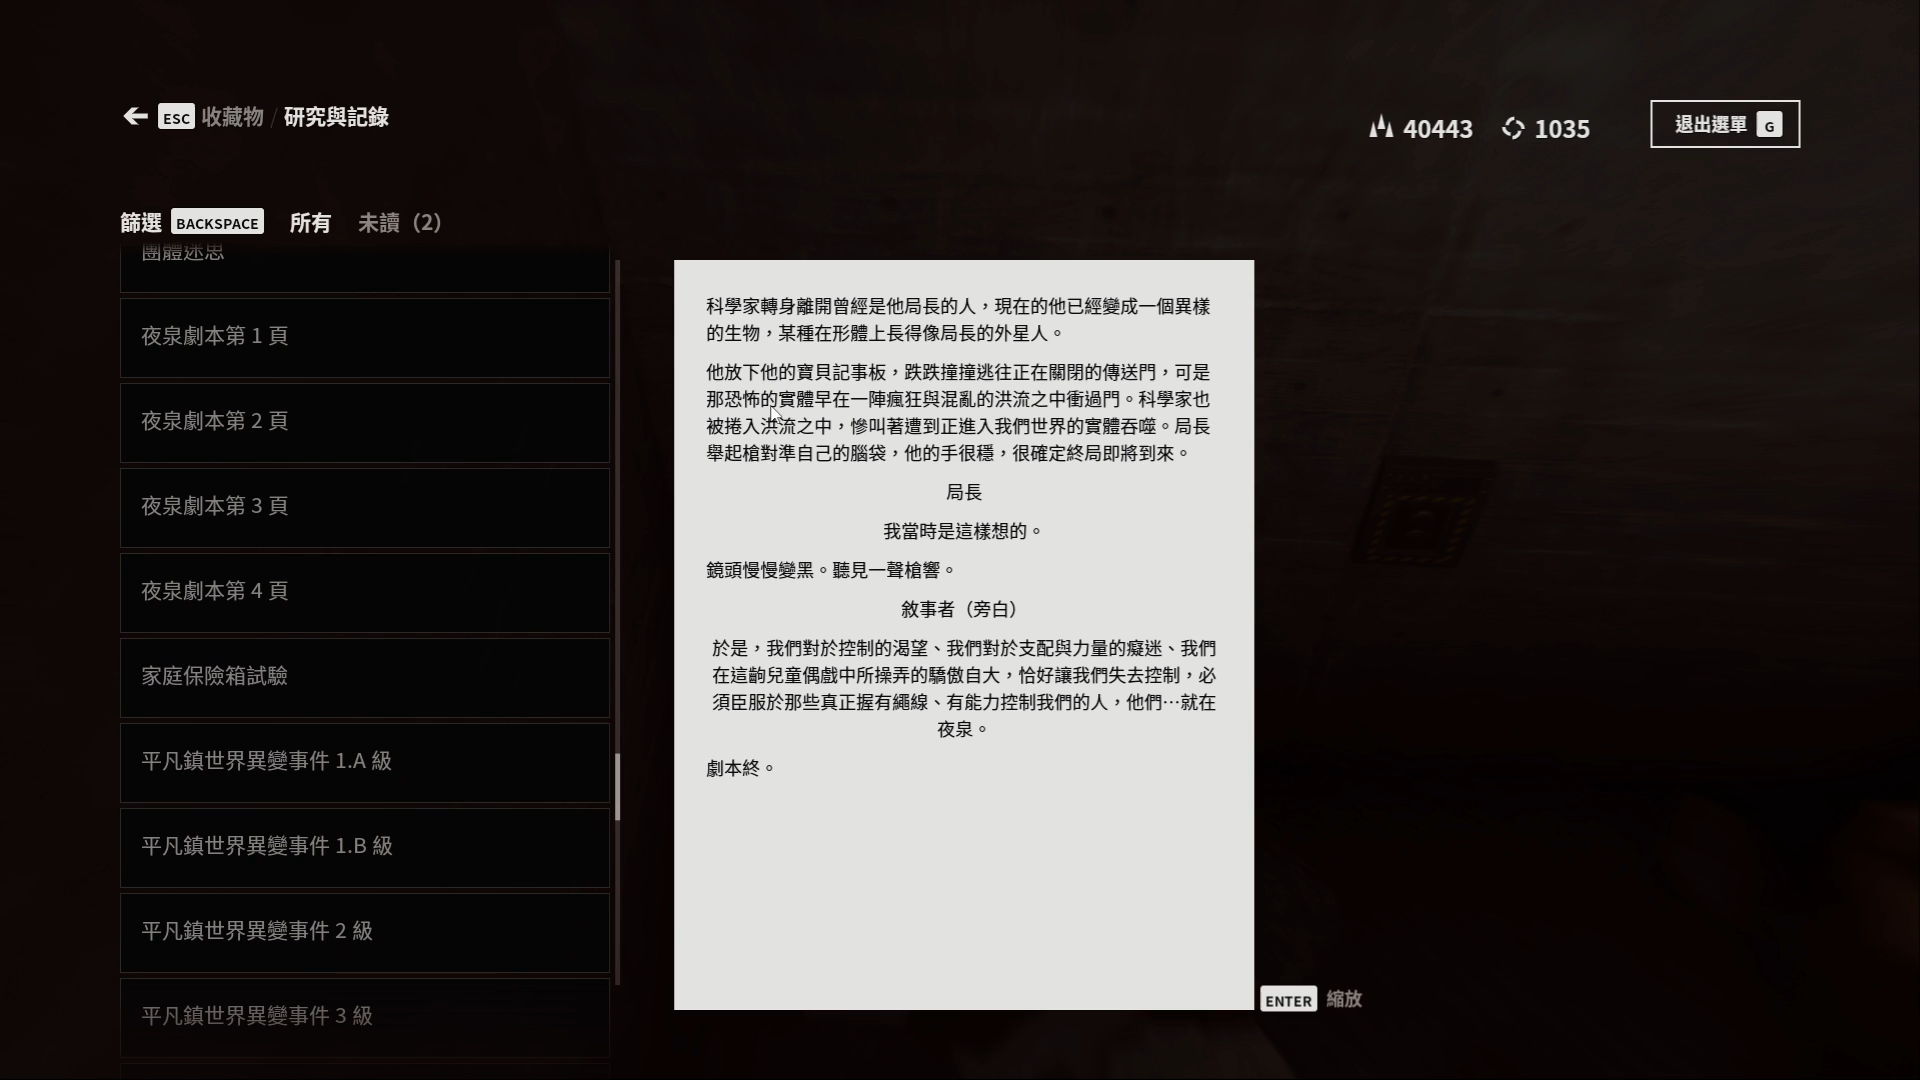 ESC 收藏物 / 研究與記錄
40443 1035
退出選單 G
篩選 BACKSPACE 所有 未讀（2）
團體迷思
夜泉劇本第 1 頁
夜泉劇本第 2 頁
夜泉劇本第 3 頁
夜泉劇本第 4 頁
家庭保險箱試驗
平凡鎮世界異變事件 1.A 級
平凡鎮世界異變事件 1.B 級
平凡鎮世界異變事件 2 級
平凡鎮世界異變事件 3 級
科學家轉身離開曾經是他局長的人，現在的他已經變成一個異樣
的生物，某種在形體上長得像局長的外星人。
他放下他的寶貝記事板，跌跌撞撞逃往正在關閉的傳送門，可是
那恐怖的實體早在一陣瘋狂與混亂的洪流之中衝過門。科學家也
被捲入洪流之中，慘叫著遭到正進入我們世界的實體吞噬。局長
舉起槍對準自己的腦袋，他的手很穩，很確定終局即將到來。
局長
我當時是這樣想的。
鏡頭慢慢變黑。聽見一聲槍響。
敘事者（旁白）
於是，我們對於控制的渴望、我們對於支配與力量的癡迷、我們
在這齣兒童偶戲中所操弄的驕傲自大，恰好讓我們失去控制，必
須臣服於那些真正握有繩線、有能力控制我們的人，他們…就在
夜泉。
劇本終。
ENTER 縮放